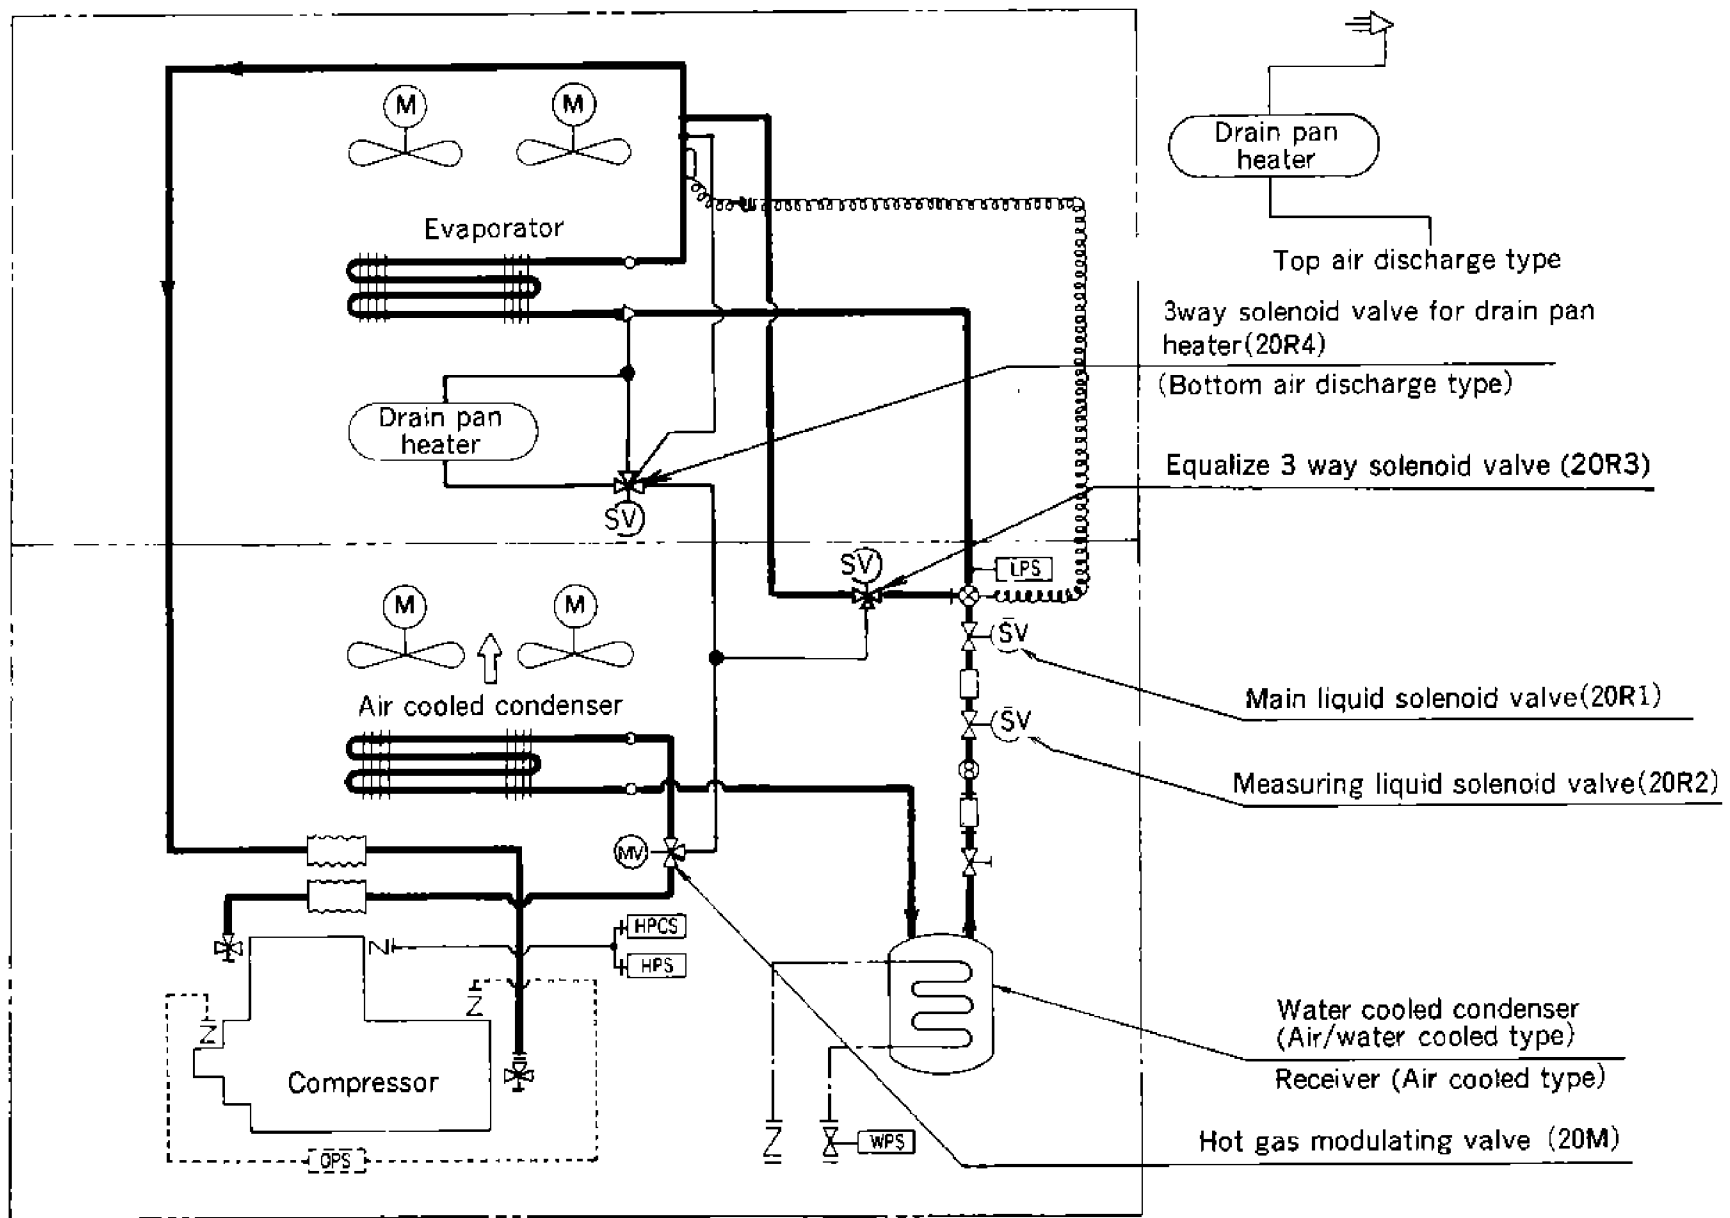 M
M
Drain pan
heater
Evaporator
Top air discharge type
3way solenoid valve for drain pan
heater(20R4)
(Bottom air discharge type)
Drain pan
heater
Equalize 3 way solenoid valve (20R3)
SV
SV
LPS
M
M
SV
Main liquid solenoid valve(20R1)
Air cooled condenser
SV
Measuring liquid solenoid valve(20R2)
MV
HPCS
HPS
Water cooled condenser
(Air/water cooled type)
Receiver (Air cooled type)
Compressor
WPS
Hot gas modulating valve (20M)
OPS